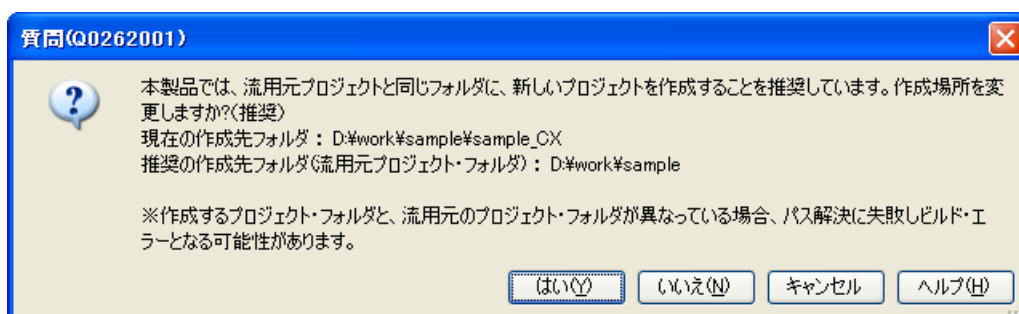 質問(Q0262001)
本製品では、流用元プロジェクトと同じフォルダに、新しいプロジェクトを作成することを推奨しています。作成場所を変
更しますか?(推奨)
現在の作成先フォルダ： D:¥work¥sample¥sample_CX
推奨の作成先フォルダ(流用元プロジェクト・フォルダ)： D:¥work¥sample
※作成するプロジェクト・フォルダと、流用元のプロジェクト・フォルダが異なっている場合、パス解決に失敗しビルド・エ
ラーとなる可能性があります。
はい(Y) いいえ(N) キャンセル ヘルプ(H)